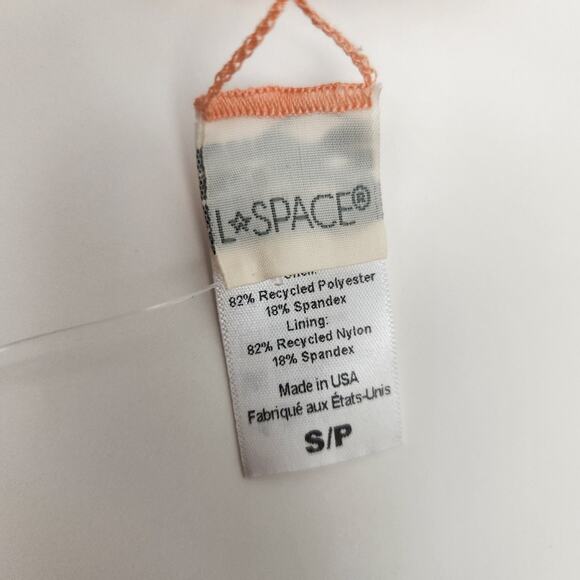 L☆SPACE®
Shell:
82% Recycled Polyester
18% Spandex
Lining:
82% Recycled Nylon
18% Spandex
Made in USA
Fabriqué aux États-Unis
S/P